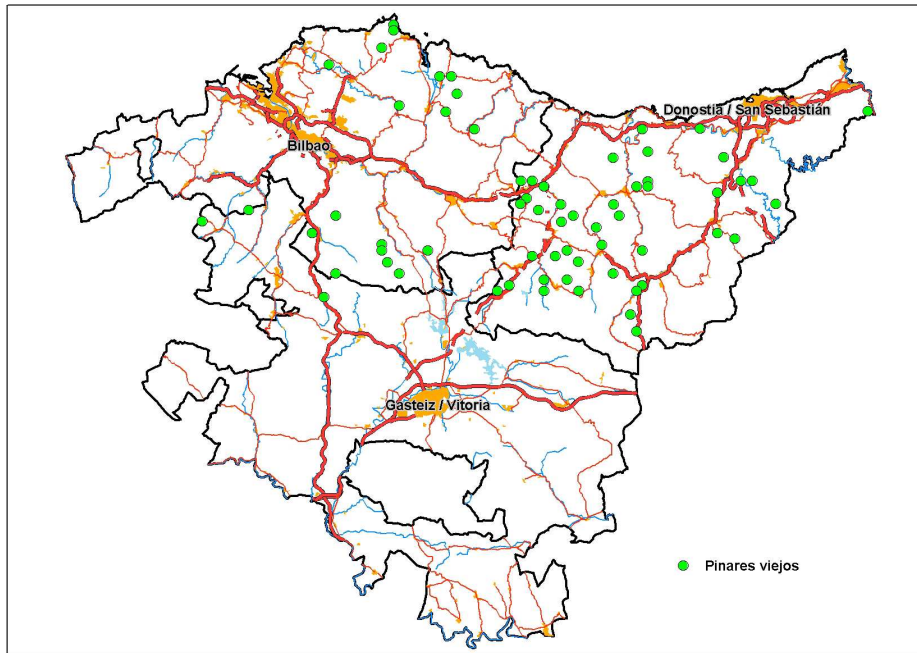 Donostia / San Sebastián
Bilbao
Gasteiz / Vitoria
Pinares viejos